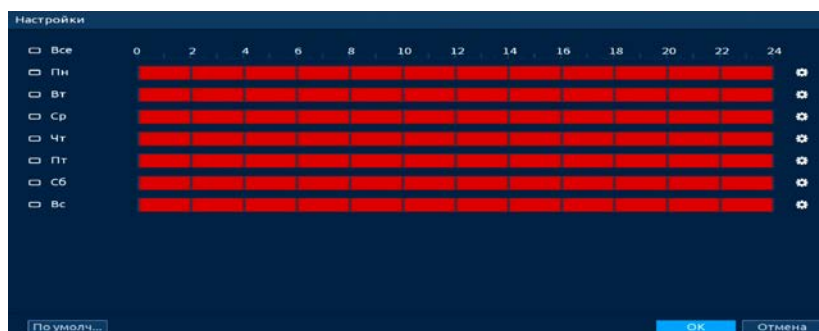 Настройки
Все 0 2 4 6 8 10 12 14 16 18 20 22 24
Пн
Вт
Ср
Чт
Пт
Сб
Вс
По умолч... OK Отмена